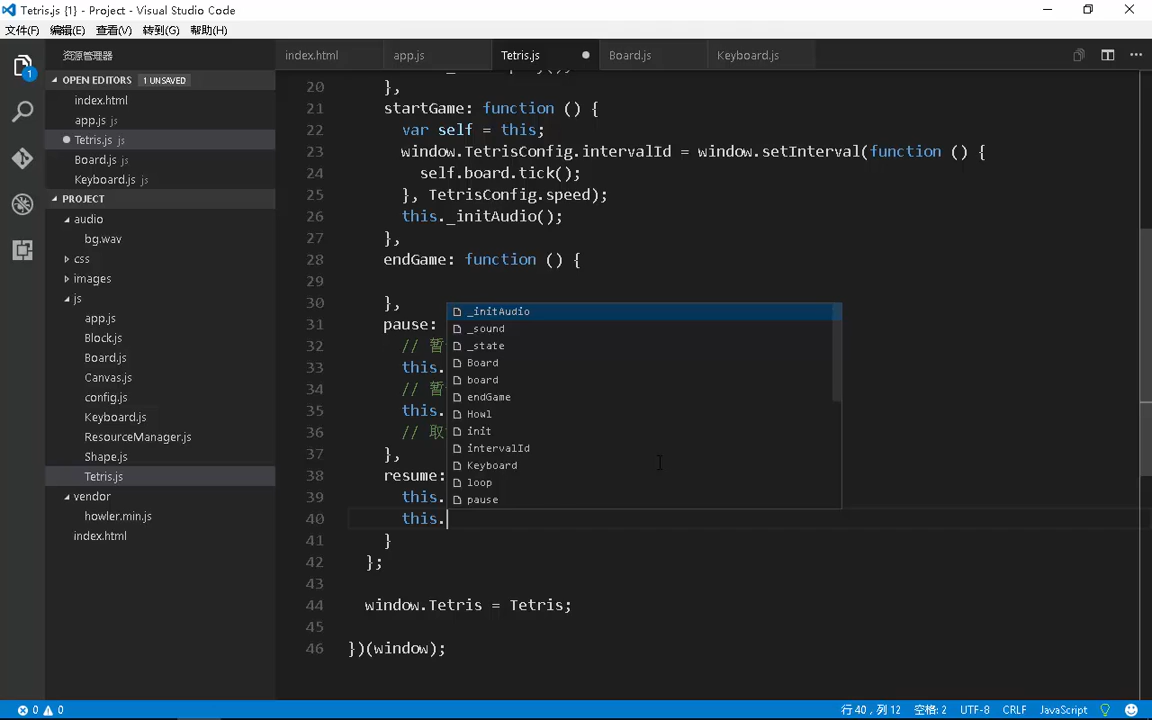 Tetris.js {1} - Project - Visual Studio Code
文件(F) 编辑(E) 查看(V) 转到(G) 帮助(H)
资源管理器
OPEN EDITORS 1 UNSAVED
index.html
app.js js
Tetris.js js
Board.js js
Keyboard.js js
PROJECT
audio
bg.wav
css
images
js
app.js
Block.js
Board.js
Canvas.js
config.js
Keyboard.js
ResourceManager.js
Shape.js
Tetris.js
vendor
howler.min.js
index.html
1
index.html app.js Tetris.js Board.js Keyboard.js
20 },
21 startGame: function () {
22 var self = this;
23 window.TetrisConfig.intervalId = window.setInterval(function () {
24 self.board.tick();
25 }, TetrisConfig.speed);
26 this._initAudio();
27 },
28 endGame: function () {
29
30 },
31 pause:
32 // 暂
33 this.
34 // 暂
35 this.
36 // 取
37 },
38 resume:
39 this.
40 this.
41 }
42 };
43
44 window.Tetris = Tetris;
45
46 })(window);
_initAudio
_sound
_state
Board
board
endGame
Howl
init
intervalId
Keyboard
loop
pause
0 0 行 40，列 12 空格: 2 UTF-8 CRLF JavaScript